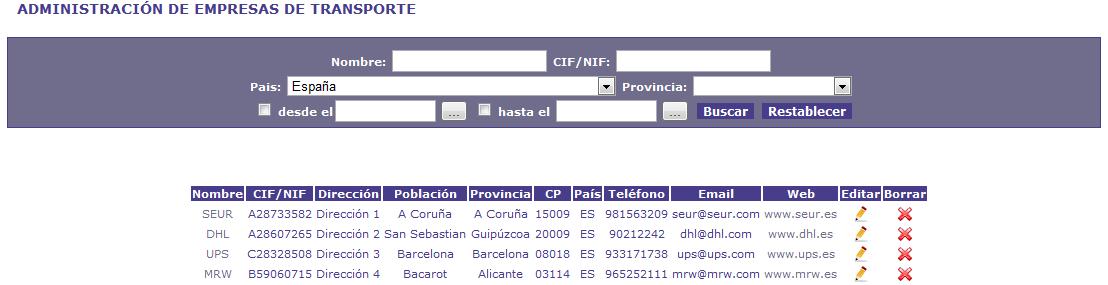 ADMINISTRACIÓN DE EMPRESAS DE TRANSPORTE
Nombre: CIF/NIF:
Pais: España Provincia:
desde el ... hasta el ... Buscar Restablecer
Nombre CIF/NIF Dirección Población Provincia CP País Teléfono Email Web Editar Borrar
SEUR A28733582 Dirección 1 A Coruña A Coruña 15009 ES 981563209 seur@seur.com www.seur.es
DHL A28607265 Dirección 2 San Sebastian Guipúzcoa 20009 ES 90212242 dhl@dhl.com www.dhl.es
UPS C28328508 Dirección 3 Barcelona Barcelona 08018 ES 933171738 ups@ups.com www.ups.es
MRW B59060715 Dirección 4 Bacarot Alicante 03114 ES 965252111 mrw@mrw.com www.mrw.es